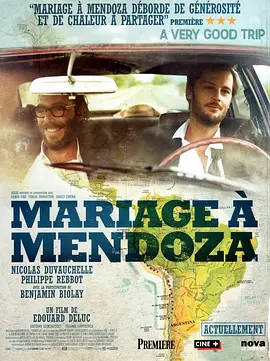 "MARIAGE À MENDOZA DÉBORDE DE GÉNÉROSITÉ
ET DE CHALEUR À PARTAGER" PREMIÈRE ★★★
A VERY GOOD TRIP
MARIAGE À
MENDOZA
NICOLAS DUVAUCHELLE
PHILIPPE REBBOT
AVEC LA PARTICIPATION DE
BENJAMIN BIOLAY
UN FILM DE
EDOUARD DELUC
ARGENTINA
ACTUELLEMENT
PREMIÈRE
CINE+
nova